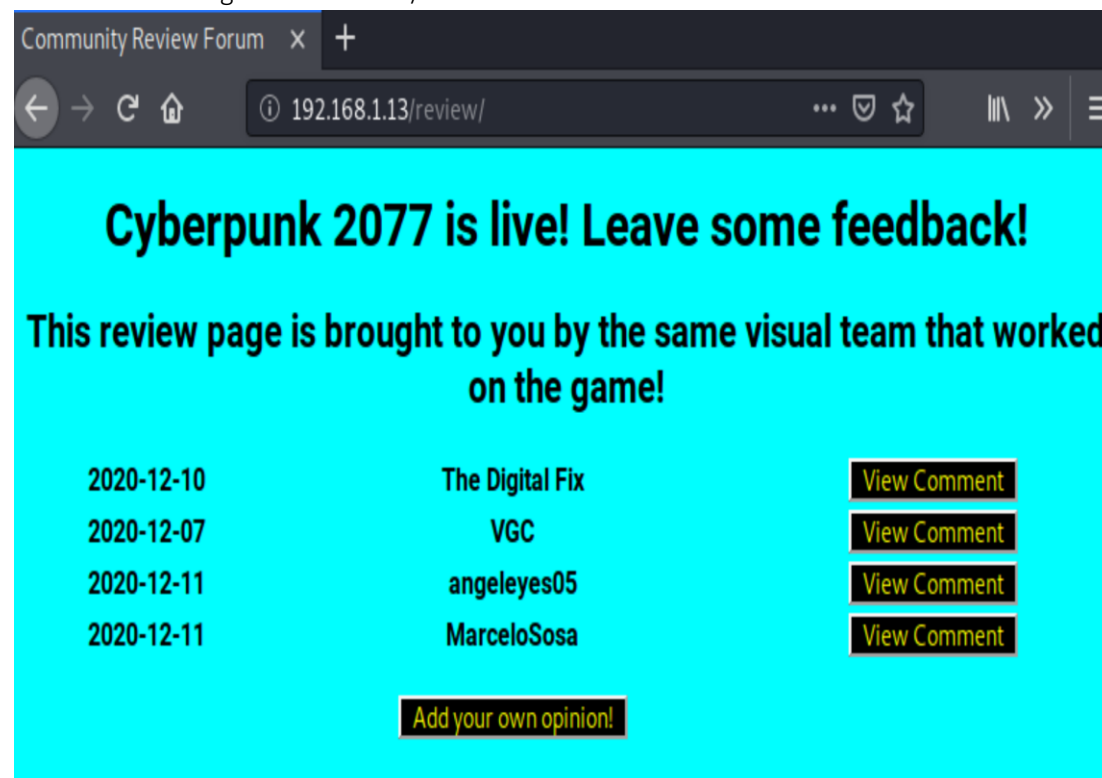 Community Review Forum
192.168.1.13/review/
Cyberpunk 2077 is live! Leave some feedback!
This review page is brought to you by the same visual team that worked
on the game!
2020-12-10 The Digital Fix View Comment
2020-12-07 VGC View Comment
2020-12-11 angeleyes05 View Comment
2020-12-11 MarceloSosa View Comment
Add your own opinion!